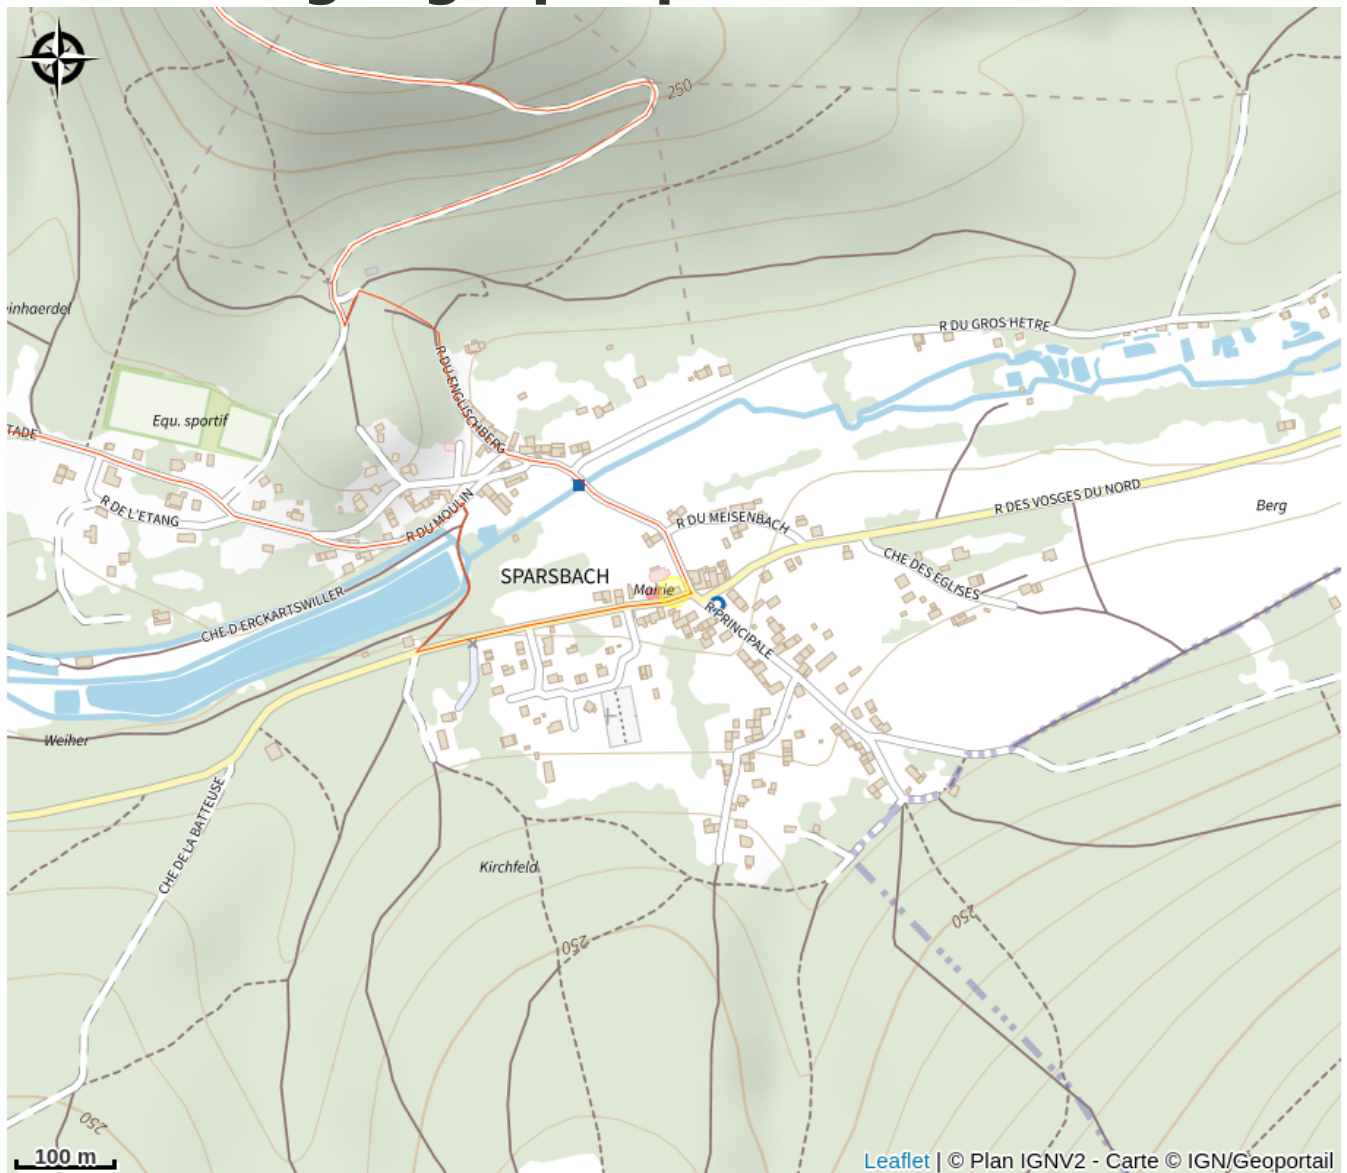 250
einhaerdel
R DU GROS HETRE
R DU ENGLISCHBERG
Equ. sportif
TADE
R DE L'ETANG
R DU MOULIN
R DU MEISENBACH
R DES VOSGES DU NORD
Berg
CHE DES EGLISES
SPARSBACH
Mairie
CHE D ERCKARTSWILLER
R PRINCIPALE
Weiher
CHE DE LA BATTEUSE
Kirchfeld
250
250
250
100 m
Leaflet | © Plan IGNV2 - Carte © IGN/Geoportail